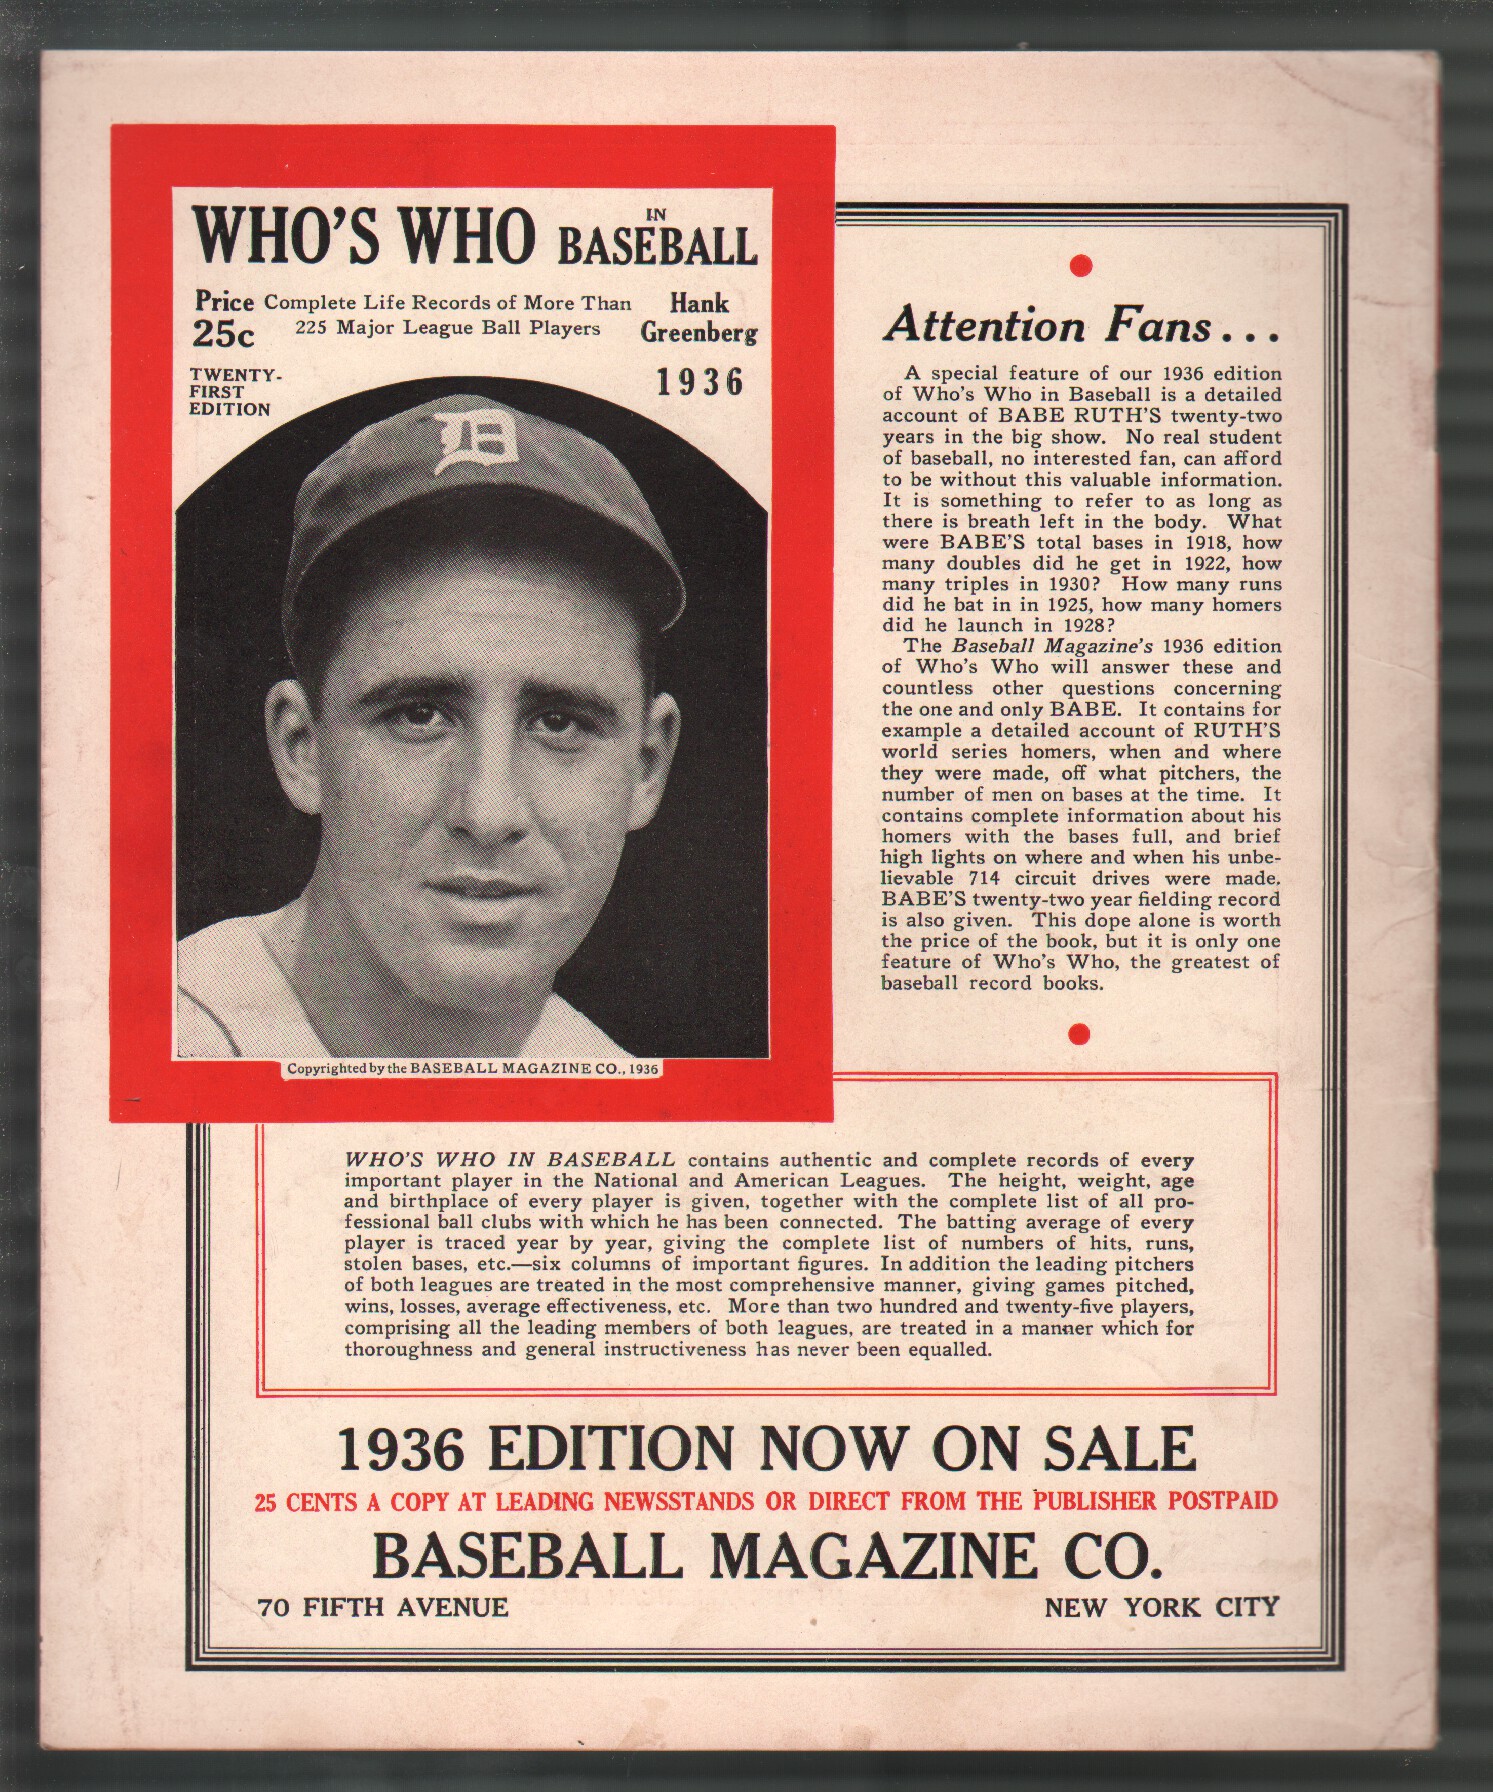 WHO'S WHO IN BASEBALL
Price 25c
Complete Life Records of More Than
225 Major League Ball Players
Hank
Greenberg
TWENTY-
FIRST
EDITION
1936
D
Copyrighted by the BASEBALL MAGAZINE CO., 1936
Attention Fans...
A special feature of our 1936 edition
of Who's Who in Baseball is a detailed
account of BABE RUTH'S twenty-two
years in the big show. No real student
of baseball, no interested fan, can afford
to be without this valuable information.
It is something to refer to as long as
there is breath left in the body. What
were BABE'S total bases in 1918, how
many doubles did he get in 1922, how
many triples in 1930? How many runs
did he bat in in 1925, how many homers
did he launch in 1928?
The Baseball Magazine's 1936 edition
of Who's Who will answer these and
countless other questions concerning
the one and only BABE. It contains for
example a detailed account of RUTH'S
world series homers, when and where
they were made, off what pitchers, the
number of men on bases at the time. It
contains complete information about his
homers with the bases full, and brief
high lights on where and when his unbe-
lievable 714 circuit drives were made.
BABE'S twenty-two year fielding record
is also given. This dope alone is worth
the price of the book, but it is only one
feature of Who's Who, the greatest of
baseball record books.
WHO'S WHO IN BASEBALL contains authentic and complete records of every
important player in the National and American Leagues. The height, weight, age
and birthplace of every player is given, together with the complete list of all pro-
fessional ball clubs with which he has been connected. The batting average of every
player is traced year by year, giving the complete list of numbers of hits, runs,
stolen bases, etc.—six columns of important figures. In addition the leading pitchers
of both leagues are treated in the most comprehensive manner, giving games pitched,
wins, losses, average effectiveness, etc. More than two hundred and twenty-five players,
comprising all the leading members of both leagues, are treated in a manner which for
thoroughness and general instructiveness has never been equalled.
1936 EDITION NOW ON SALE
25 CENTS A COPY AT LEADING NEWSSTANDS OR DIRECT FROM THE PUBLISHER POSTPAID
BASEBALL MAGAZINE CO.
70 FIFTH AVENUE NEW YORK CITY